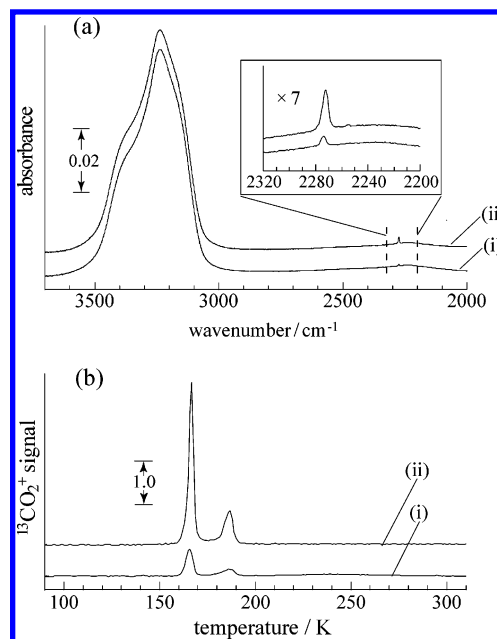 (a)
× 7
2320 2280 2240 2200
0.02
absorbance
(ii)
(i)
3500 3000 2500 2000
wavenumber / cm⁻¹
(b)
1.0
¹³CO₂⁺ signal
(ii)
(i)
100 150 200 250 300
temperature / K